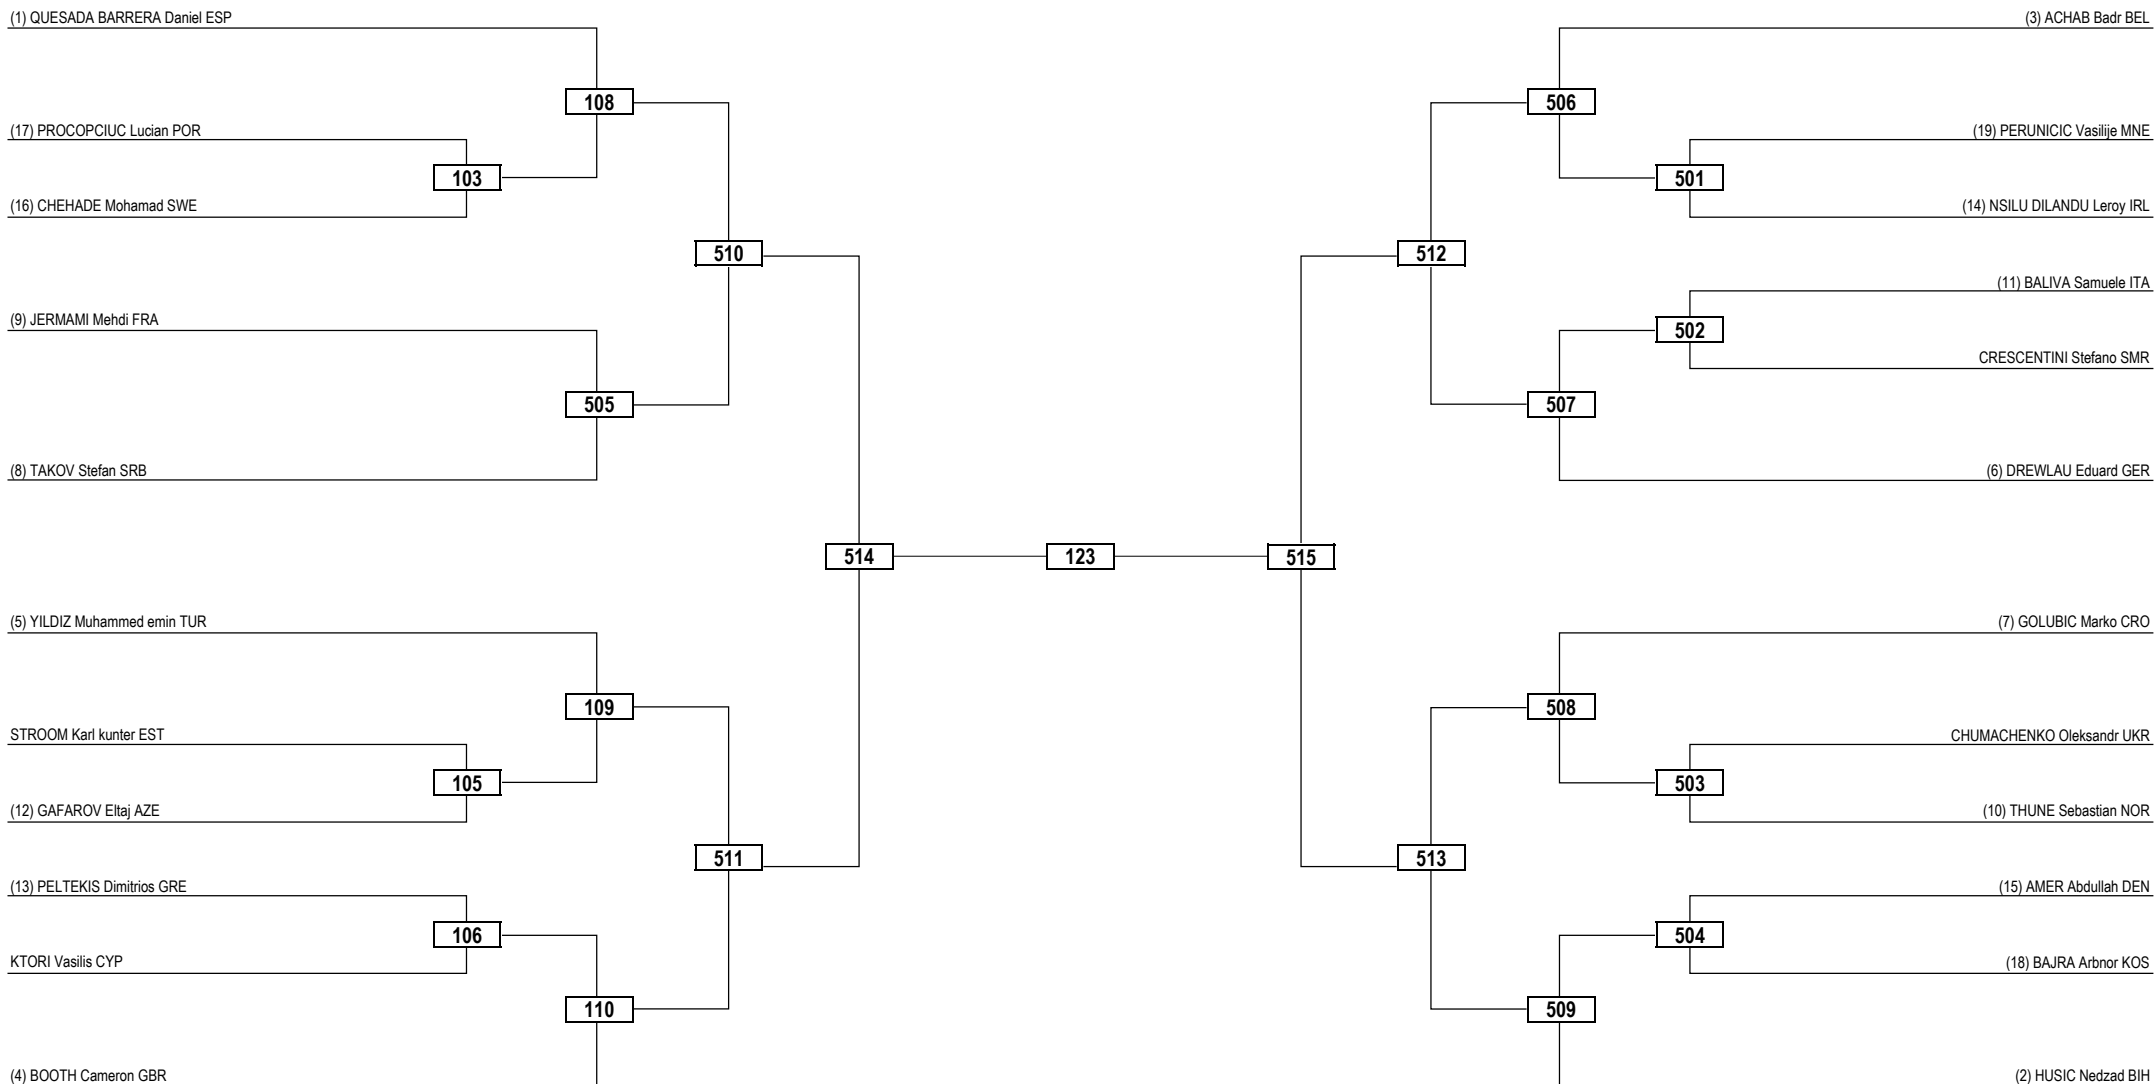 (1) QUESADA BARRERA Daniel ESP
(3) ACHAB Badr BEL
108
506
(17) PROCOPCIUC Lucian POR
(19) PERUNICIC Vasilije MNE
103
501
(16) CHEHADE Mohamad SWE
(14) NSILU DILANDU Leroy IRL
510
512
(11) BALIVA Samuele ITA
(9) JERMAMI Mehdi FRA
502
CRESCENTINI Stefano SMR
505
507
(8) TAKOV Stefan SRB
(6) DREWLAU Eduard GER
514
123
515
(5) YILDIZ Muhammed emin TUR
(7) GOLUBIC Marko CRO
109
508
STROOM Karl kunter EST
CHUMACHENKO Oleksandr UKR
105
503
(12) GAFAROV Eltaj AZE
(10) THUNE Sebastian NOR
511
513
(13) PELTEKIS Dimitrios GRE
(15) AMER Abdullah DEN
106
504
KTORI Vasilis CYP
(18) BAJRA Arbnor KOS
110
509
(4) BOOTH Cameron GBR
(2) HUSIC Nedzad BIH